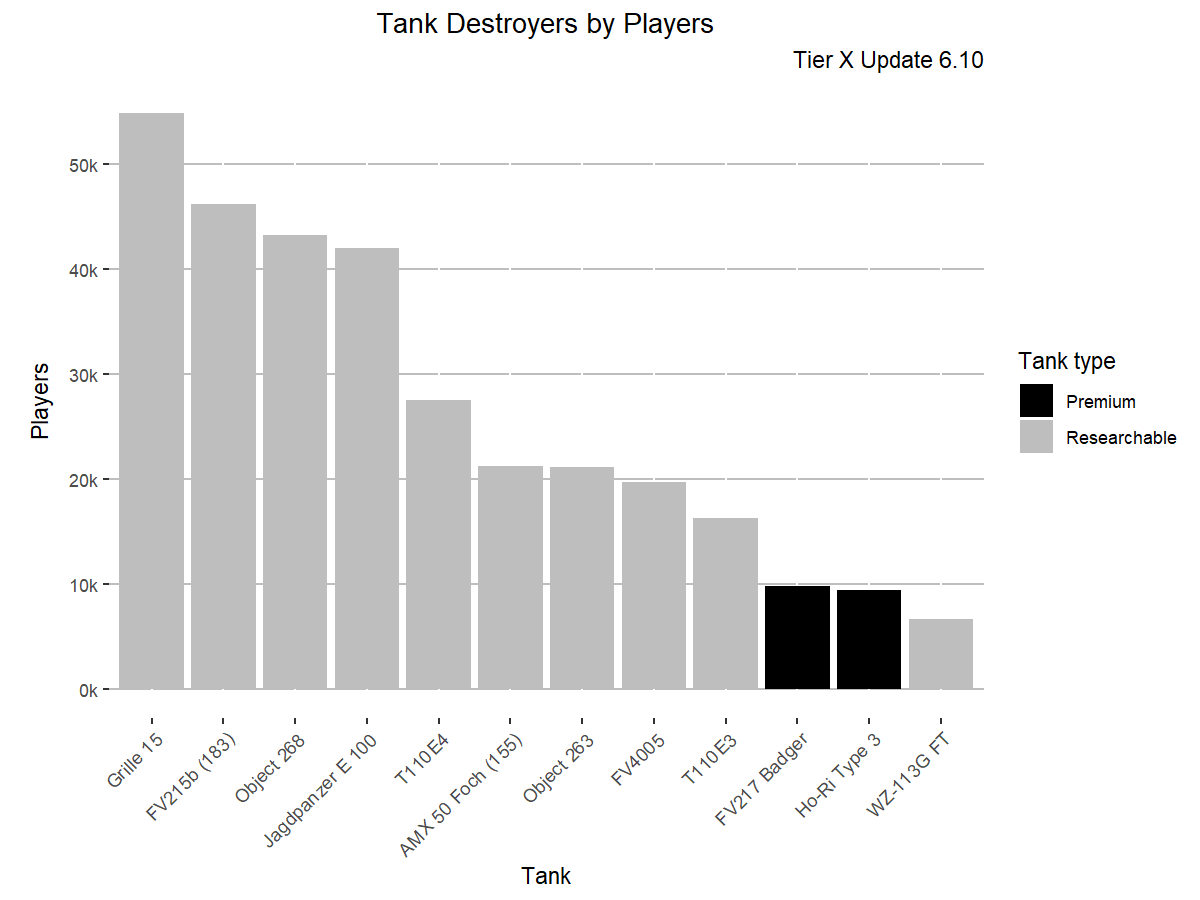 Tank Destroyers by Players
Tier X Update 6.10
Players
50k
40k
30k
20k
10k
0k
Grille 15
FV215b (183)
Object 268
Jagdpanzer E 100
T110E4
AMX 50 Foch (155)
Object 263
FV4005
T110E3
FV217 Badger
Ho-Ri Type 3
WZ-113G FT
Tank
Tank type
Premium
Researchable